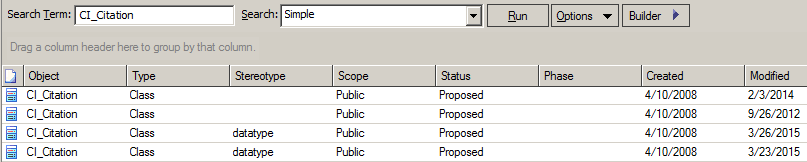 Search Term: CI_Citation Search: Simple Run Options Builder
Drag a column header here to group by that column.
Object Type Stereotype Scope Status Phase Created Modified
CI_Citation Class Public Proposed 4/10/2008 2/3/2014
CI_Citation Class Public Proposed 4/10/2008 9/26/2012
CI_Citation Class datatype Public Proposed 4/10/2008 3/26/2015
CI_Citation Class datatype Public Proposed 4/10/2008 3/23/2015